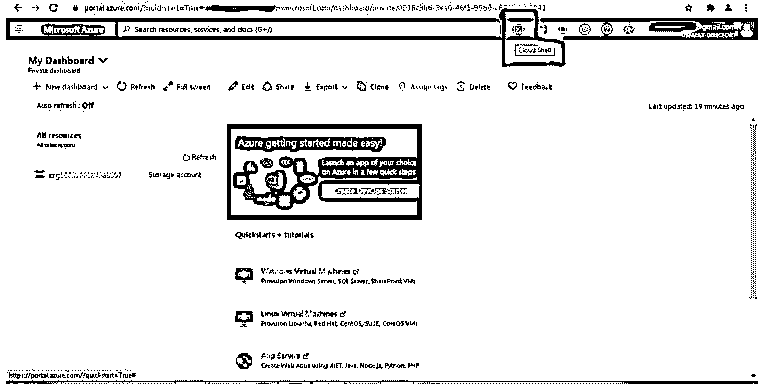 portal.azure.com/?quickstart=True#
Microsoft Azure
Search resources, services, and docs (G+/)
Cloud Shell
My Dashboard
Private dashboard
New dashboard
Refresh
Full screen
Edit
Share
Export
Clone
Assign tags
Delete
Feedback
Auto refresh : Off
Last updated: 19 minutes ago
All resources
All subscriptions
Refresh
Storage account
Azure getting started made easy!
Launch an app of your choice
on Azure in a few quick steps
Create DevOps Starter
Quickstarts + tutorials
Windows Virtual Machines
Provision Windows Server, SQL Server, SharePoint VMs
Linux Virtual Machines
Provision Ubuntu, Red Hat, CentOS, SUSE, CoreOS VMs
App Service
Create Web Apps using .NET, Java, Node.js, Python, PHP
https://portal.azure.com/?quickstart=True#